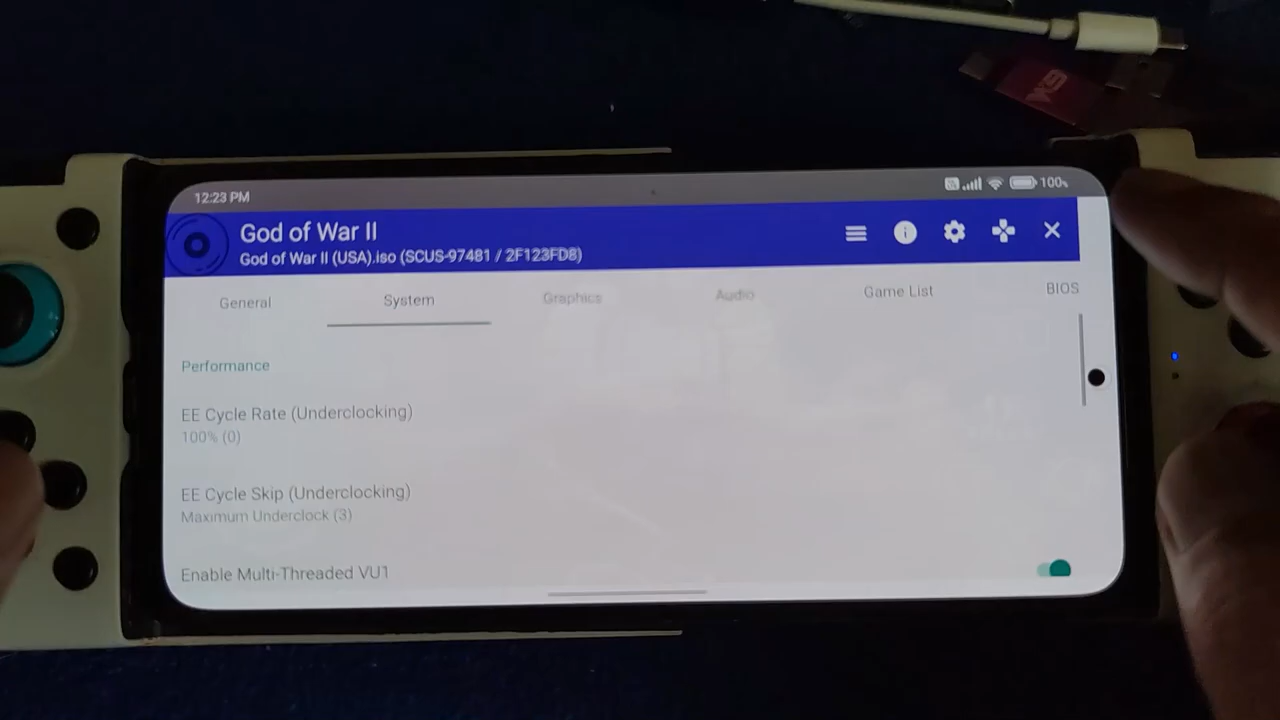 12:23 PM
100%
God of War II
God of War II (USA).iso (SCUS-97481 / 2F123FD8)
General
System
Graphics
Audio
Game List
BIOS
Performance
EE Cycle Rate (Underclocking)
100% (0)
EE Cycle Skip (Underclocking)
Maximum Underclock (3)
Enable Multi-Threaded VU1